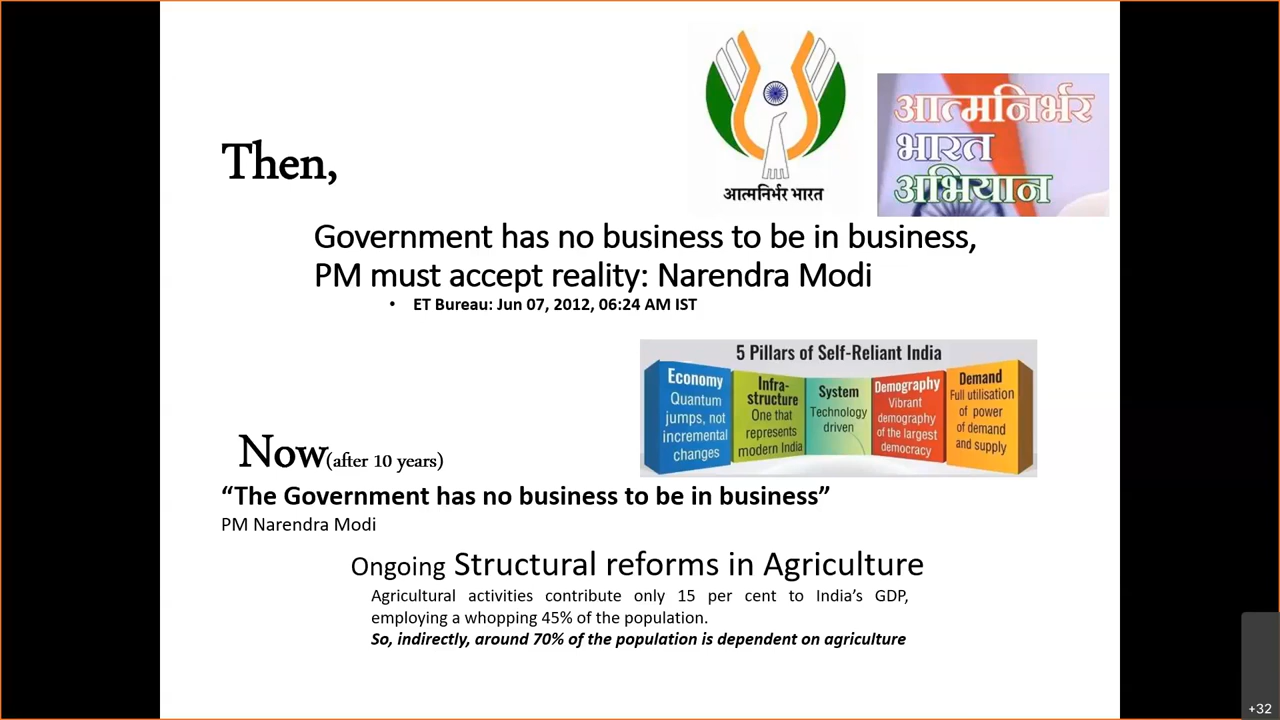 आत्मनिर्भर भारत
आत्मनिर्भर
भारत
अभियान
Then,
Government has no business to be in business,
PM must accept reality: Narendra Modi
• ET Bureau: Jun 07, 2012, 06:24 AM IST
5 Pillars of Self-Reliant India
Economy
Quantum
jumps, not
incremental
changes
Infra-
structure
One that
represents
modern India
System
Technology
driven
Demography
Vibrant
demography
of the largest
democracy
Demand
Full utilisation
of power
of demand
and supply
Now(after 10 years)
“The Government has no business to be in business”
PM Narendra Modi
Ongoing Structural reforms in Agriculture
Agricultural activities contribute only 15 per cent to India’s GDP,
employing a whopping 45% of the population.
So, indirectly, around 70% of the population is dependent on agriculture
+32